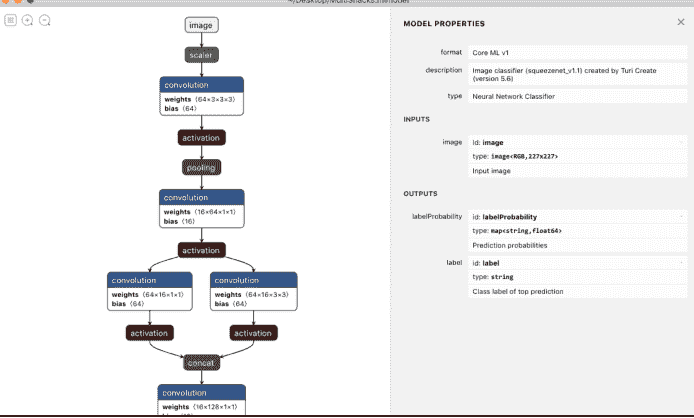 ~/Desktop/MultiSnacks.mlmodel
image
scaler
convolution
weights ⟨64×3×3×3⟩
bias ⟨64⟩
activation
pooling
convolution
weights ⟨16×64×1×1⟩
bias ⟨16⟩
activation
convolution
weights ⟨64×16×1×1⟩
bias ⟨64⟩
convolution
weights ⟨64×16×3×3⟩
bias ⟨64⟩
activation
activation
concat
convolution
weights ⟨16×128×1×1⟩
MODEL PROPERTIES
format
Core ML v1
description
Image classifier (squeezenet_v1.1) created by Turi Create
(version 5.6)
type
Neural Network Classifier
INPUTS
image
id: image
type: image<RGB,227x227>
Input image
OUTPUTS
labelProbability
id: labelProbability
type: map<string,float64>
Prediction probabilities
label
id: label
type: string
Class label of top prediction